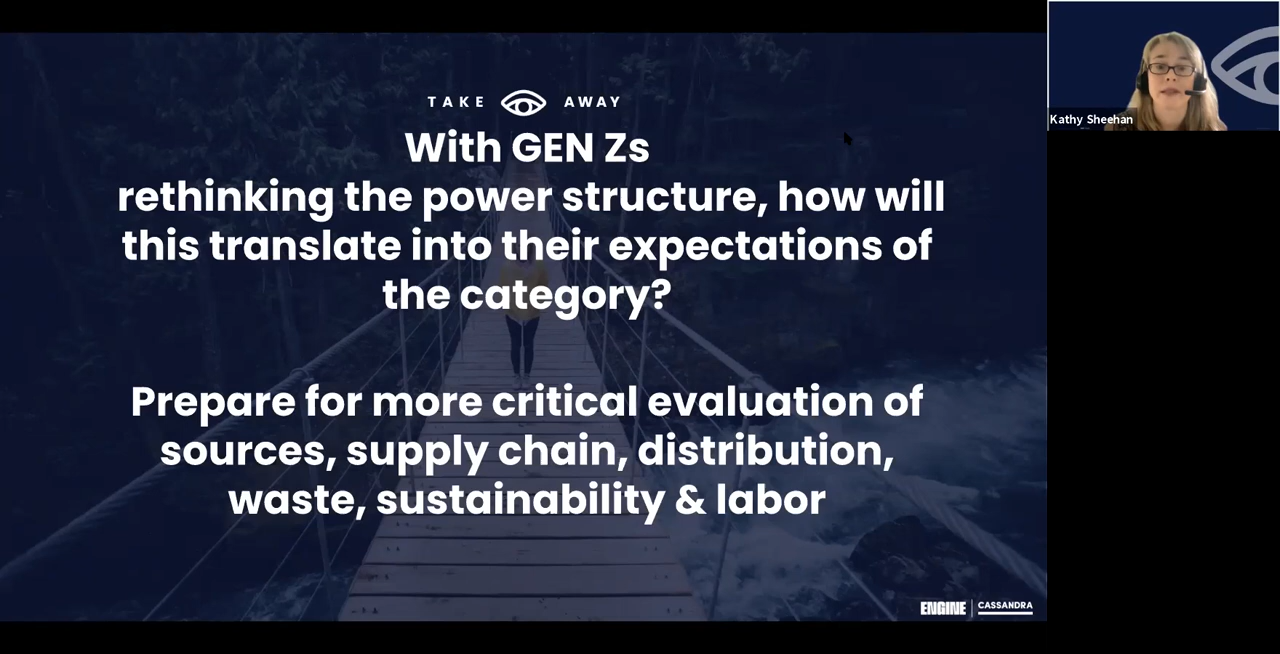 TAKE AWAY
With GEN Zs
rethinking the power structure, how will
this translate into their expectations of
the category?
Prepare for more critical evaluation of
sources, supply chain, distribution,
waste, sustainability & labor
ENGINE CASSANDRA
Kathy Sheehan